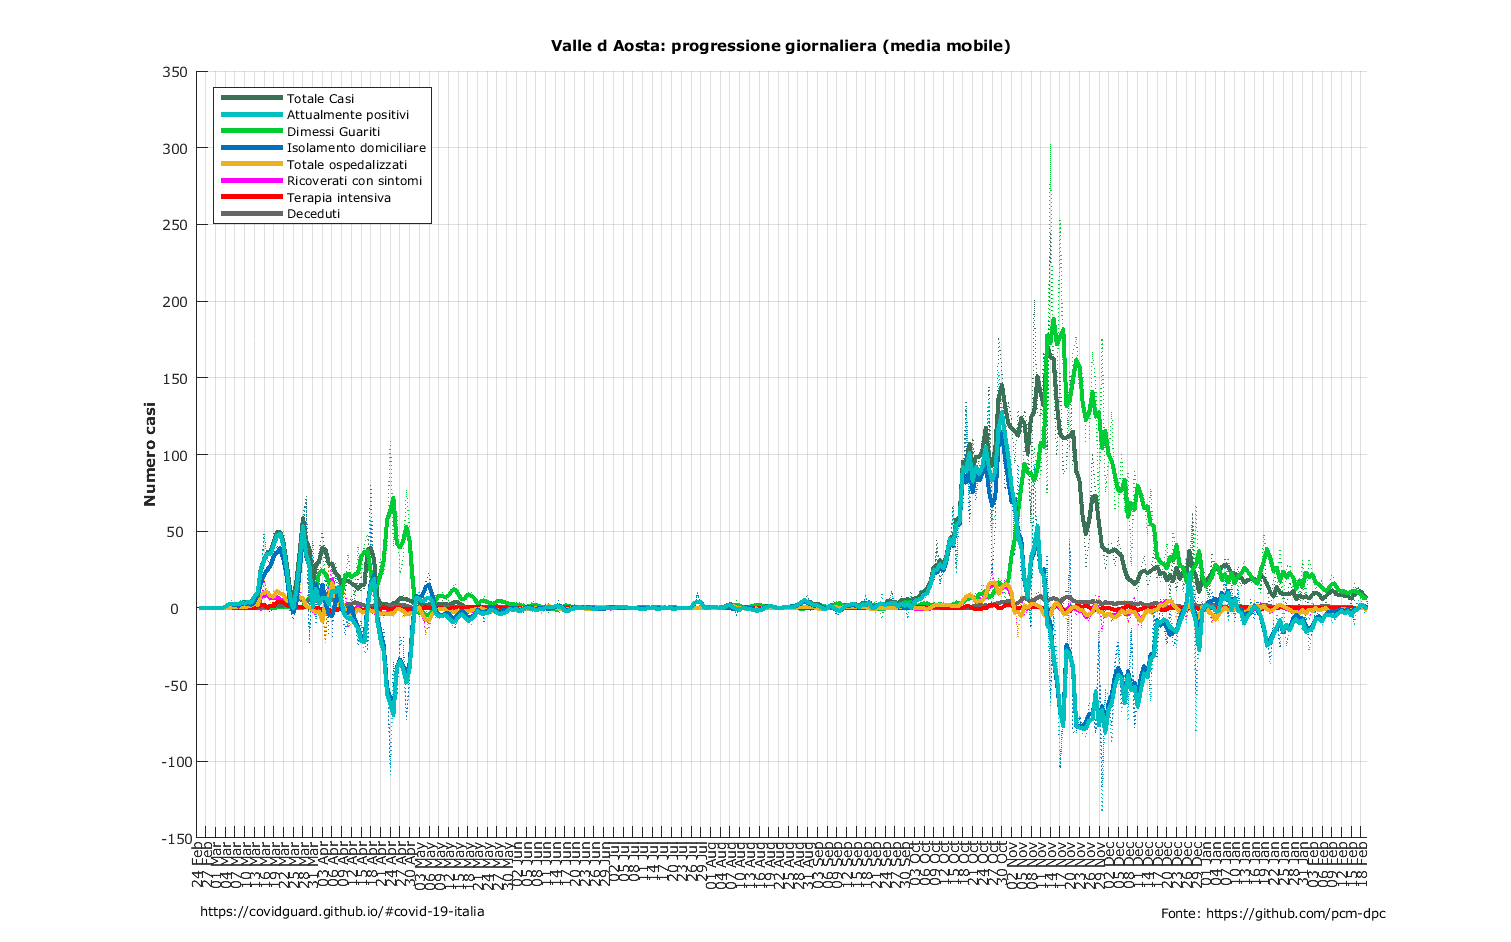 Valle d Aosta: progressione giornaliera (media mobile)
350
300
250
200
150
100
50
0
-50
-100
-150
Numero casi
Totale Casi
Attualmente positivi
Dimessi Guariti
Isolamento domiciliare
Totale ospedalizzati
Ricoverati con sintomi
Terapia intensiva
Deceduti
24 Feb
27 Feb
01 Mar
04 Mar
07 Mar
10 Mar
13 Mar
16 Mar
19 Mar
22 Mar
25 Mar
28 Mar
31 Mar
03 Apr
06 Apr
09 Apr
12 Apr
15 Apr
18 Apr
21 Apr
24 Apr
27 Apr
30 Apr
03 May
06 May
09 May
12 May
15 May
18 May
21 May
24 May
27 May
30 May
02 Jun
05 Jun
08 Jun
11 Jun
14 Jun
17 Jun
20 Jun
23 Jun
26 Jun
29 Jun
02 Jul
05 Jul
08 Jul
11 Jul
14 Jul
17 Jul
20 Jul
23 Jul
26 Jul
29 Jul
01 Aug
04 Aug
07 Aug
10 Aug
13 Aug
16 Aug
19 Aug
22 Aug
25 Aug
28 Aug
31 Aug
03 Sep
06 Sep
09 Sep
12 Sep
15 Sep
18 Sep
21 Sep
24 Sep
27 Sep
30 Sep
03 Oct
06 Oct
09 Oct
12 Oct
15 Oct
18 Oct
21 Oct
24 Oct
27 Oct
30 Oct
02 Nov
05 Nov
08 Nov
11 Nov
14 Nov
17 Nov
20 Nov
23 Nov
26 Nov
29 Nov
02 Dec
05 Dec
08 Dec
11 Dec
14 Dec
17 Dec
20 Dec
23 Dec
26 Dec
29 Dec
01 Jan
04 Jan
07 Jan
10 Jan
13 Jan
16 Jan
19 Jan
22 Jan
25 Jan
28 Jan
31 Jan
03 Feb
06 Feb
09 Feb
12 Feb
15 Feb
18 Feb
https://covidguard.github.io/#covid-19-italia
Fonte: https://github.com/pcm-dpc